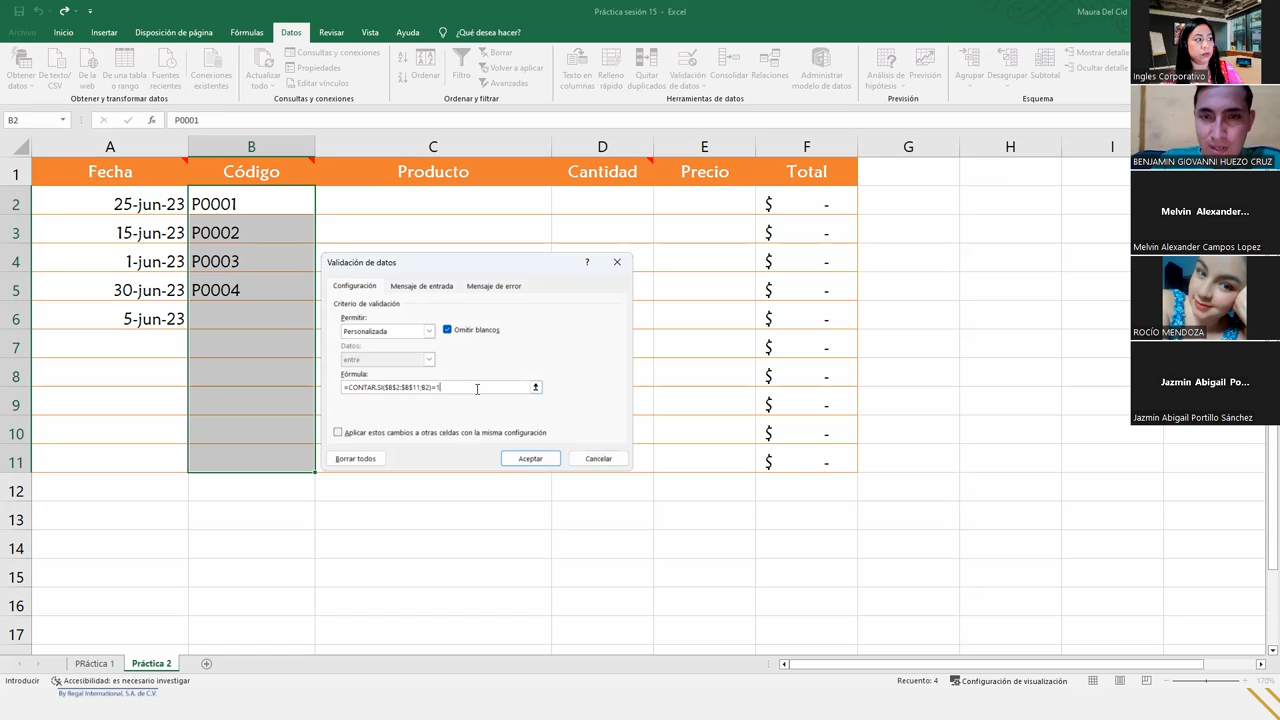 Práctica sesión 15 - Excel
Maura Del Cid
Archivo Inicio Insertar Disposición de página Fórmulas Datos Revisar Vista Ayuda ¿Qué desea hacer?
Obtener datos
De texto/CSV
De la web
De una tabla o rango
Fuentes recientes
Conexiones existentes
Obtener y transformar datos
Actualizar todo
Consultas y conexiones
Propiedades
Editar vínculos
Consultas y conexiones
Ordenar
Filtro
Borrar
Volver a aplicar
Avanzadas
Ordenar y filtrar
Texto en columnas
Relleno rápido
Quitar duplicados
Validación de datos
Consolidar
Relaciones
Administrar modelo de datos
Herramientas de datos
Análisis de hipótesis
Previsión
Previsión
Agrupar
Desagrupar
Subtotal
Mostrar detalle
Ocultar detalle
Esquema
B2 fx P0001
A B C D E F G H I
1 Fecha Código Producto Cantidad Precio Total
2 25-jun-23 P0001 $ -
3 15-jun-23 P0002 $ -
4 1-jun-23 P0003 $ -
5 30-jun-23 P0004 $ -
6 5-jun-23 $ -
7 $ -
8 $ -
9 $ -
10 $ -
11 $ -
12
13
14
15
16
17
Validación de datos ?
Configuración Mensaje de entrada Mensaje de error
Criterio de validación
Permitir:
Personalizada Omitir blancos
Datos:
entre
Fórmula:
=CONTAR.SI($B$2:$B$11;B2)=1
Aplicar estos cambios a otras celdas con la misma configuración
Borrar todos Aceptar Cancelar
Ingles Corporativo
BENJAMIN GIOVANNI HUEZO CRUZ
Melvin Alexander...
Melvin Alexander Campos Lopez
ROCÍO MENDOZA
Jazmin Abigail Po...
Jazmín Abigail Portillo Sánchez
PRáctica 1 Práctica 2
Introducir Accesibilidad: es necesario investigar Recuento: 4 Configuración de visualización 170%
By Regal International, S.A. de C.V.